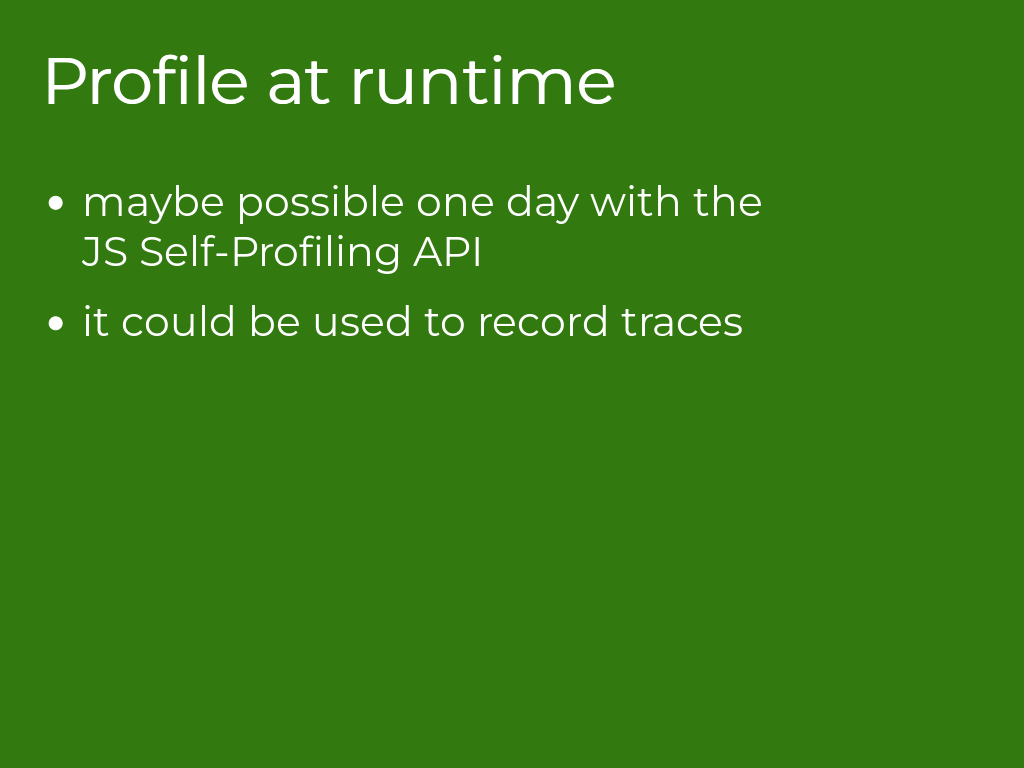 Profile at runtime
• maybe possible one day with the
JS Self-Profiling API
• it could be used to record traces